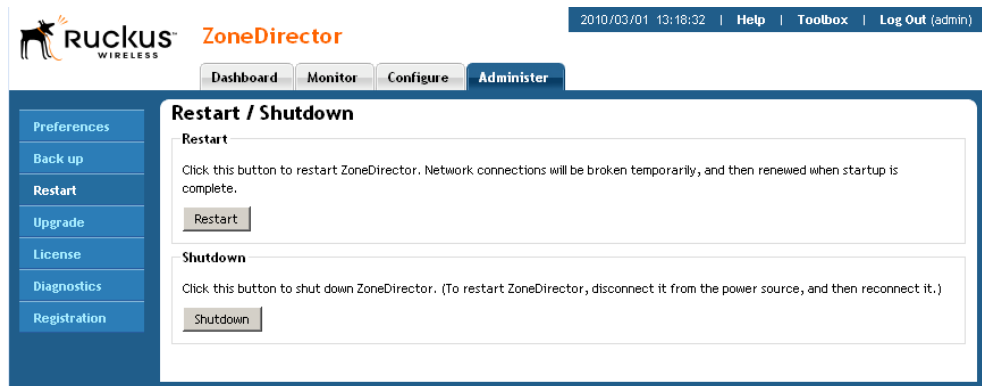 2010/03/01 13:18:32 | Help | Toolbox | Log Out (admin)
Ruckus
WIRELESS
ZoneDirector
Dashboard
Monitor
Configure
Administer
Preferences
Back up
Restart
Upgrade
License
Diagnostics
Registration
Restart / Shutdown
Restart
Click this button to restart ZoneDirector. Network connections will be broken temporarily, and then renewed when startup is
complete.
Restart
Shutdown
Click this button to shut down ZoneDirector. (To restart ZoneDirector, disconnect it from the power source, and then reconnect it.)
Shutdown